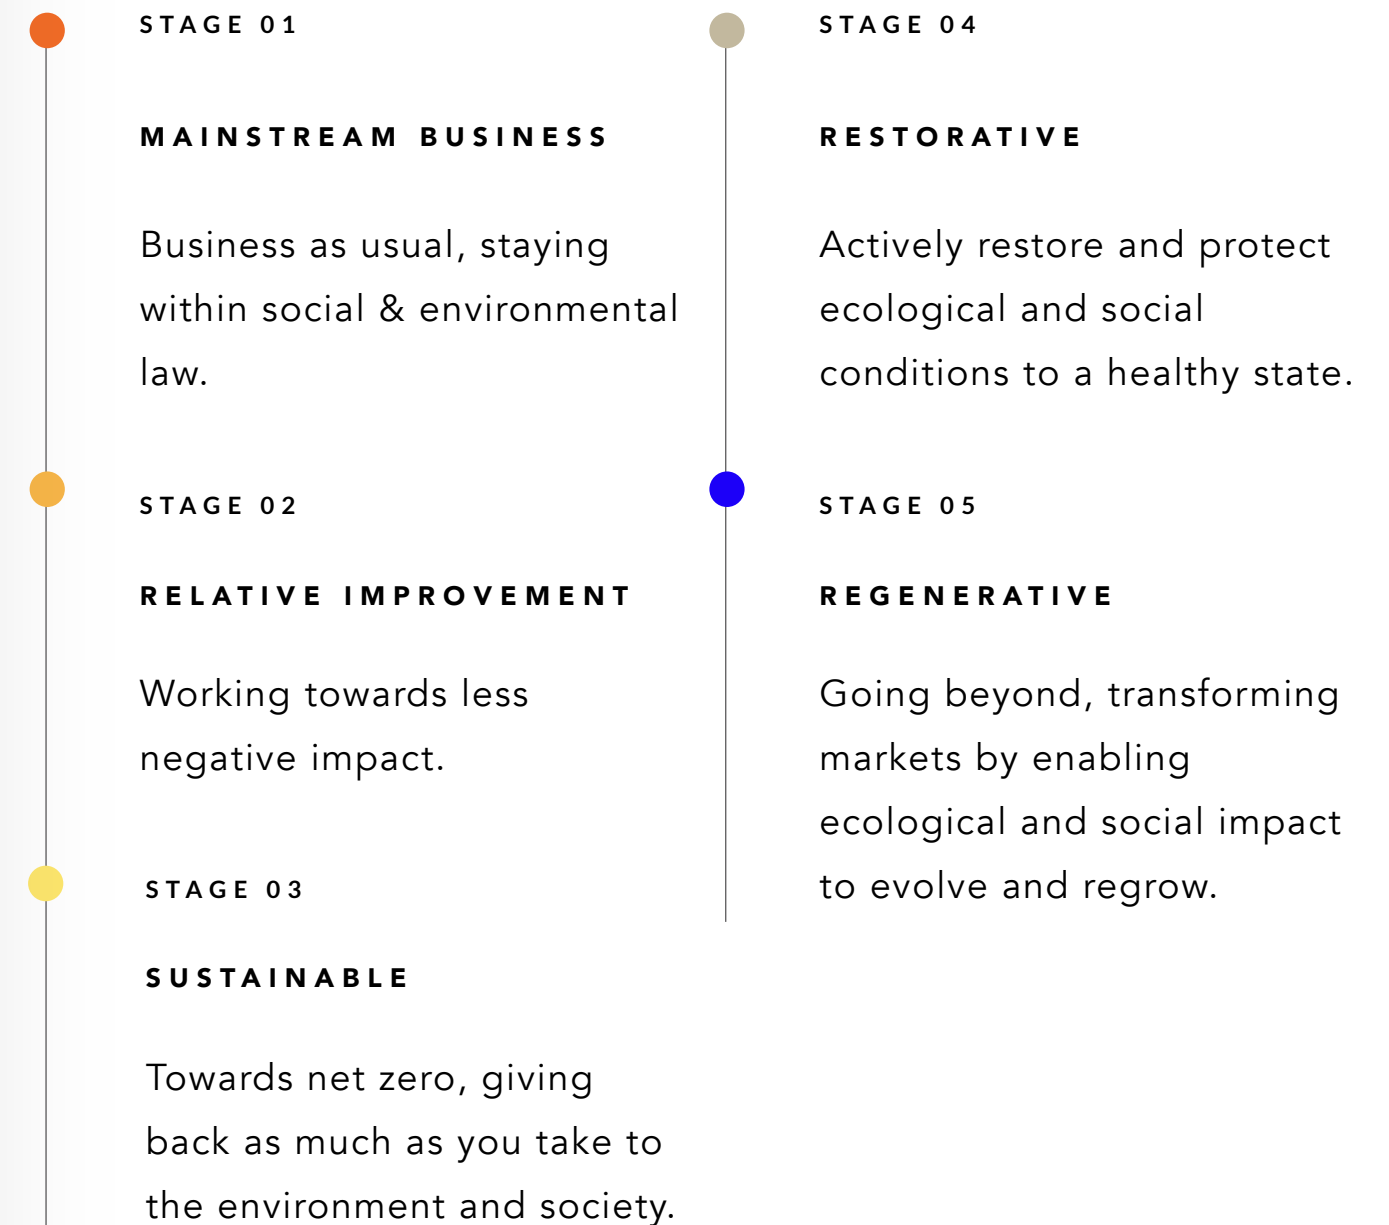 STAGE 01
MAINSTREAM BUSINESS
Business as usual, staying
within social & environmental
law.
STAGE 02
RELATIVE IMPROVEMENT
Working towards less
negative impact.
STAGE 03
SUSTAINABLE
Towards net zero, giving
back as much as you take to
the environment and society.
STAGE 04
RESTORATIVE
Actively restore and protect
ecological and social
conditions to a healthy state.
STAGE 05
REGENERATIVE
Going beyond, transforming
markets by enabling
ecological and social impact
to evolve and regrow.